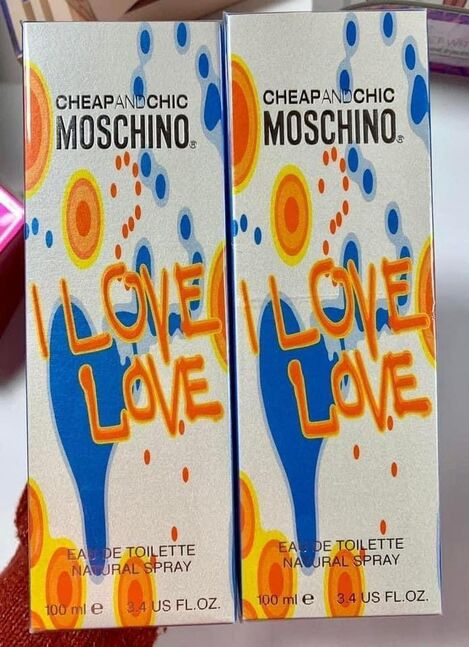 CHEAPANDCHIC
MOSCHINO®
I LOVE
LOVE
EAU DE TOILETTE
NATURAL SPRAY
100 ml e 3.4 US FL.OZ.
CHEAPANDCHIC
MOSCHINO®
I LOVE
LOVE
EAU DE TOILETTE
NATURAL SPRAY
100 ml e 3.4 US FL.OZ.